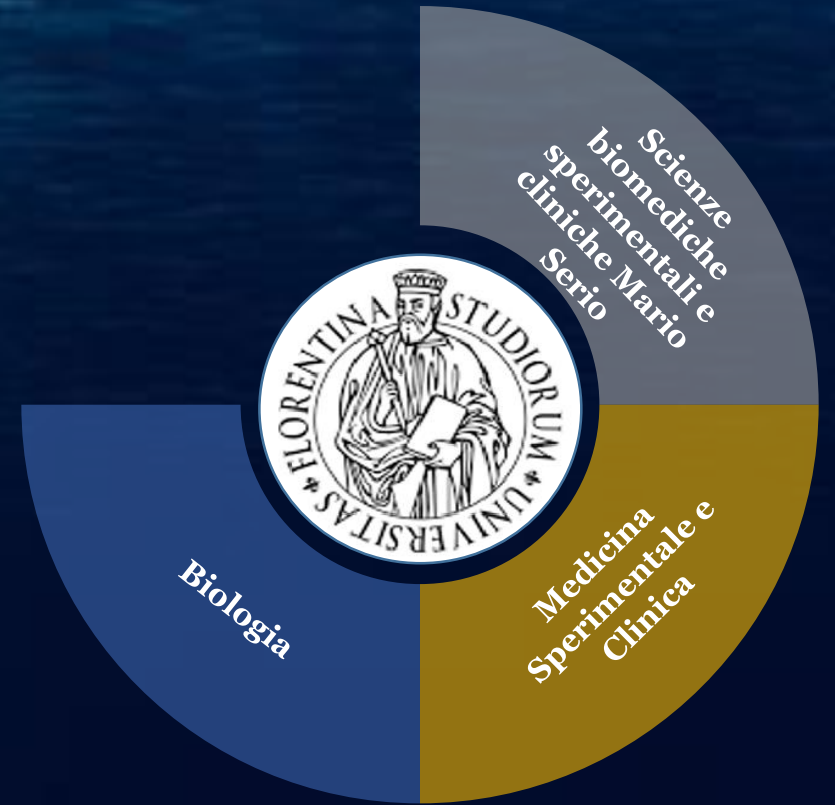 Scienze
biomediche
sperimentali e
cliniche Mario
Serio
Medicina
Sperimentale e
Clinica
Biologia
FLORENTINA STUDIORUM UNIVERSITAS